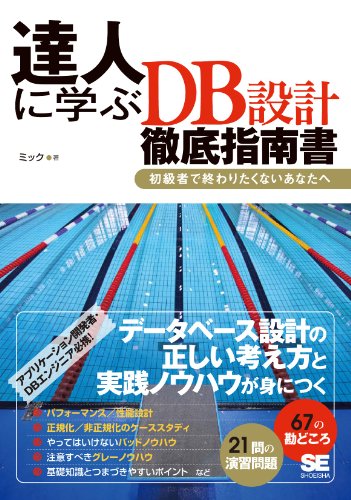 達人
に学ぶ
DB設計
徹底指南書
ミック●著
初級者で終わりたくないあなたへ
アプリケーション開発者・
DBエンジニア必携!
データベース設計の
正しい考え方と
実践ノウハウが身につく
●パフォーマンス/性能設計
●正規化/非正規化のケーススタディ
●やってはいけないバッドノウハウ
●注意すべきグレーノウハウ
●基礎知識とつまづきやすいポイント など
21問の
演習問題
67の
勘どころ
SE
SHOEISHA